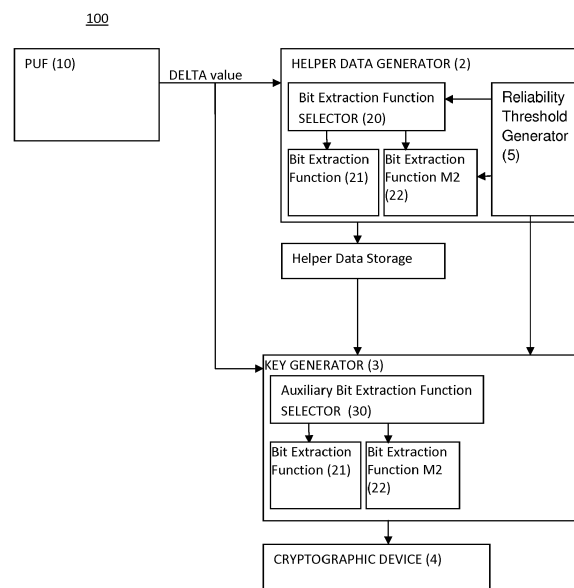 100
PUF (10)
DELTA value
HELPER DATA GENERATOR (2)
Bit Extraction Function
SELECTOR (20)
Reliability
Threshold
Generator
(5)
Bit Extraction
Function (21)
Bit Extraction
Function M2
(22)
Helper Data Storage
KEY GENERATOR (3)
Auxiliary Bit Extraction Function
SELECTOR (30)
Bit Extraction
Function (21)
Bit Extraction
Function M2
(22)
CRYPTOGRAPHIC DEVICE (4)